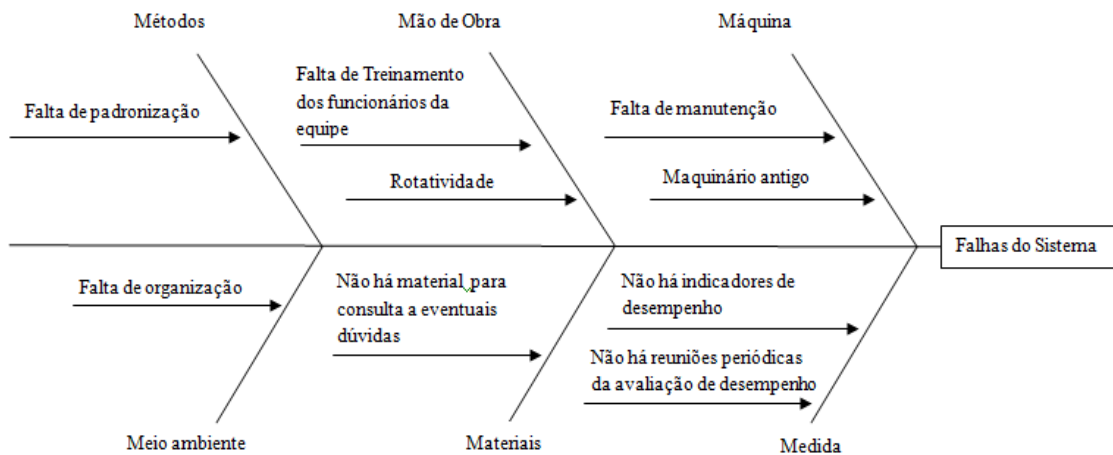 Métodos
Mão de Obra
Máquina
Falta de padronização
Falta de Treinamento
dos funcionários da
equipe
Rotatividade
Falta de manutenção
Maquinário antigo
Falhas do Sistema
Falta de organização
Não há material para
consulta a eventuais
dúvidas
Não há indicadores de
desempenho
Não há reuniões periódicas
da avaliação de desempenho
Meio ambiente
Materiais
Medida